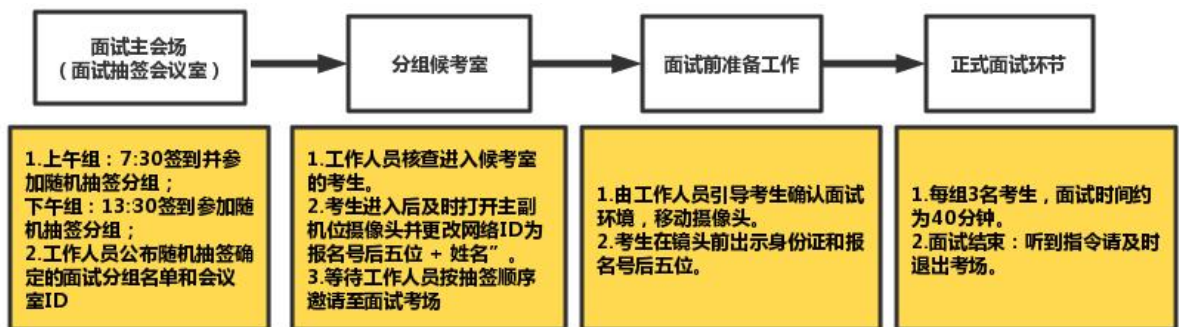 面试主会场
（面试抽签会议室）
分组候考室
面试前准备工作
正式面试环节
1.上午组：7:30签到并参
加随机抽签分组；
下午组：13:30签到参加随
机抽签分组；
2.工作人员公布随机抽签确
定的面试分组名单和会议
室ID
1.工作人员核查进入候考室
的考生。
2.考生进入后及时打开主副
机位摄像头并更改网络ID为
报名号后五位 + 姓名”。
3.等待工作人员按抽签顺序
邀请至面试考场
1.由工作人员引导考生确认面试
环境，移动摄像头。
2.考生在镜头前出示身份证和报
名号后五位。
1.每组3名考生，面试时间约
为40分钟。
2.面试结束：听到指令请及时
退出考场。